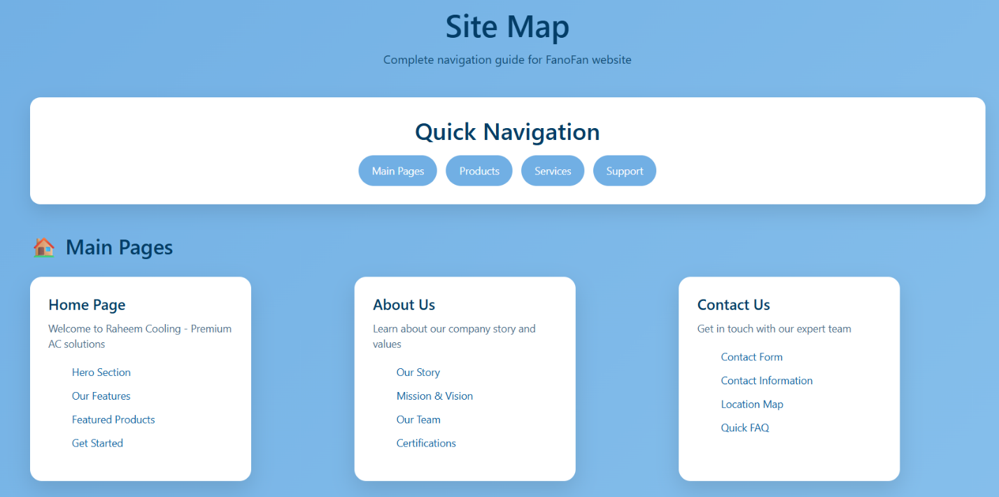 Site Map
Complete navigation guide for FanoFan website
Quick Navigation
Main Pages
Products
Services
Support
Main Pages
Home Page
Welcome to Raheem Cooling - Premium
AC solutions
Hero Section
Our Features
Featured Products
Get Started
About Us
Learn about our company story and
values
Our Story
Mission & Vision
Our Team
Certifications
Contact Us
Get in touch with our expert team
Contact Form
Contact Information
Location Map
Quick FAQ